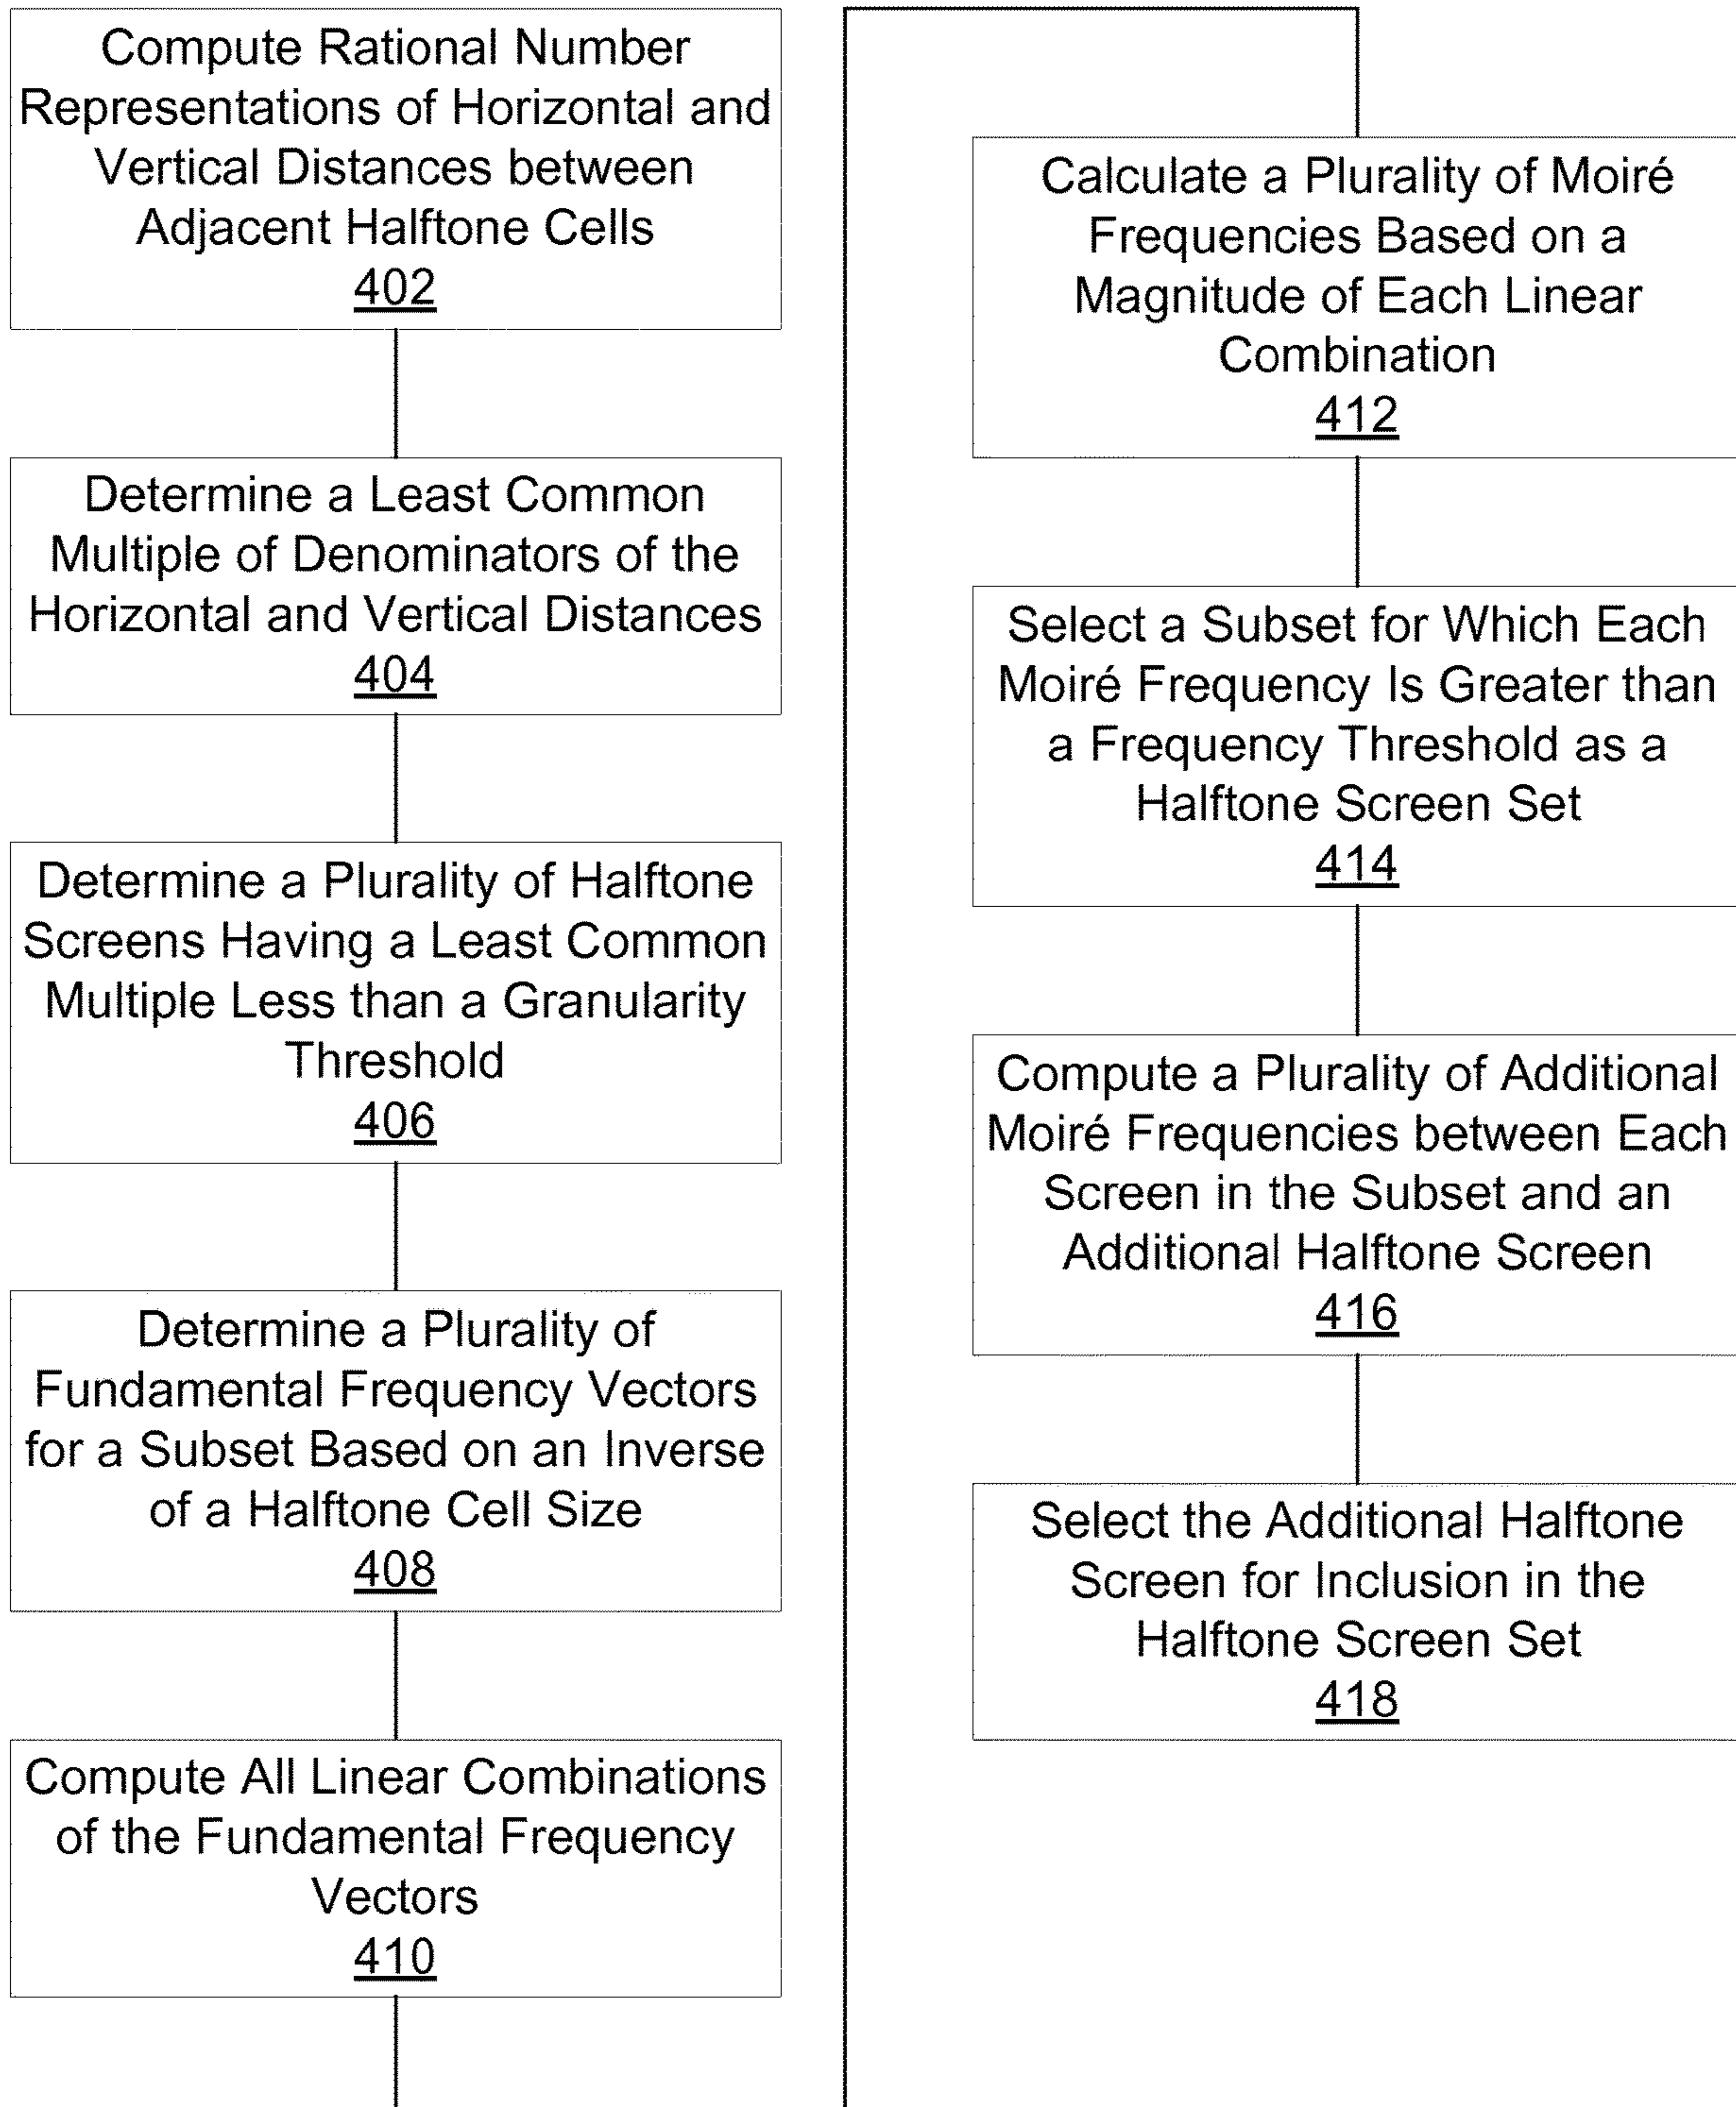 Compute Rational Number
Representations of Horizontal and
Vertical Distances between
Adjacent Halftone Cells
402
Determine a Least Common
Multiple of Denominators of the
Horizontal and Vertical Distances
404
Determine a Plurality of Halftone
Screens Having a Least Common
Multiple Less than a Granularity
Threshold
406
Determine a Plurality of
Fundamental Frequency Vectors
for a Subset Based on an Inverse
of a Halftone Cell Size
408
Compute All Linear Combinations
of the Fundamental Frequency
Vectors
410
Calculate a Plurality of Moiré
Frequencies Based on a
Magnitude of Each Linear
Combination
412
Select a Subset for Which Each
Moiré Frequency Is Greater than
a Frequency Threshold as a
Halftone Screen Set
414
Compute a Plurality of Additional
Moiré Frequencies between Each
Screen in the Subset and an
Additional Halftone Screen
416
Select the Additional Halftone
Screen for Inclusion in the
Halftone Screen Set
418